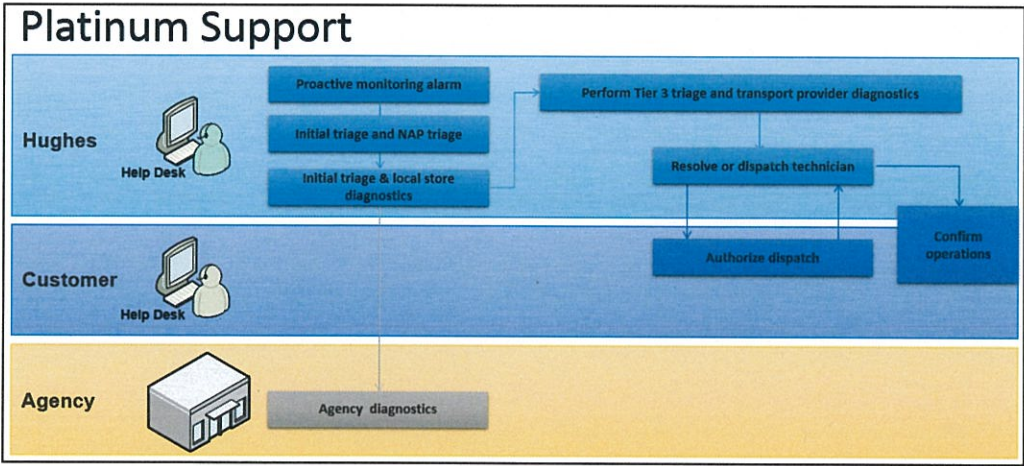 Platinum Support
Hughes
Help Desk
Proactive monitoring alarm
Initial triage and NAP triage
Initial triage & local store
diagnostics
Perform Tier 3 triage and transport provider diagnostics
Resolve or dispatch technician
Confirm
operations
Customer
Help Desk
Authorize dispatch
Agency
Agency diagnostics